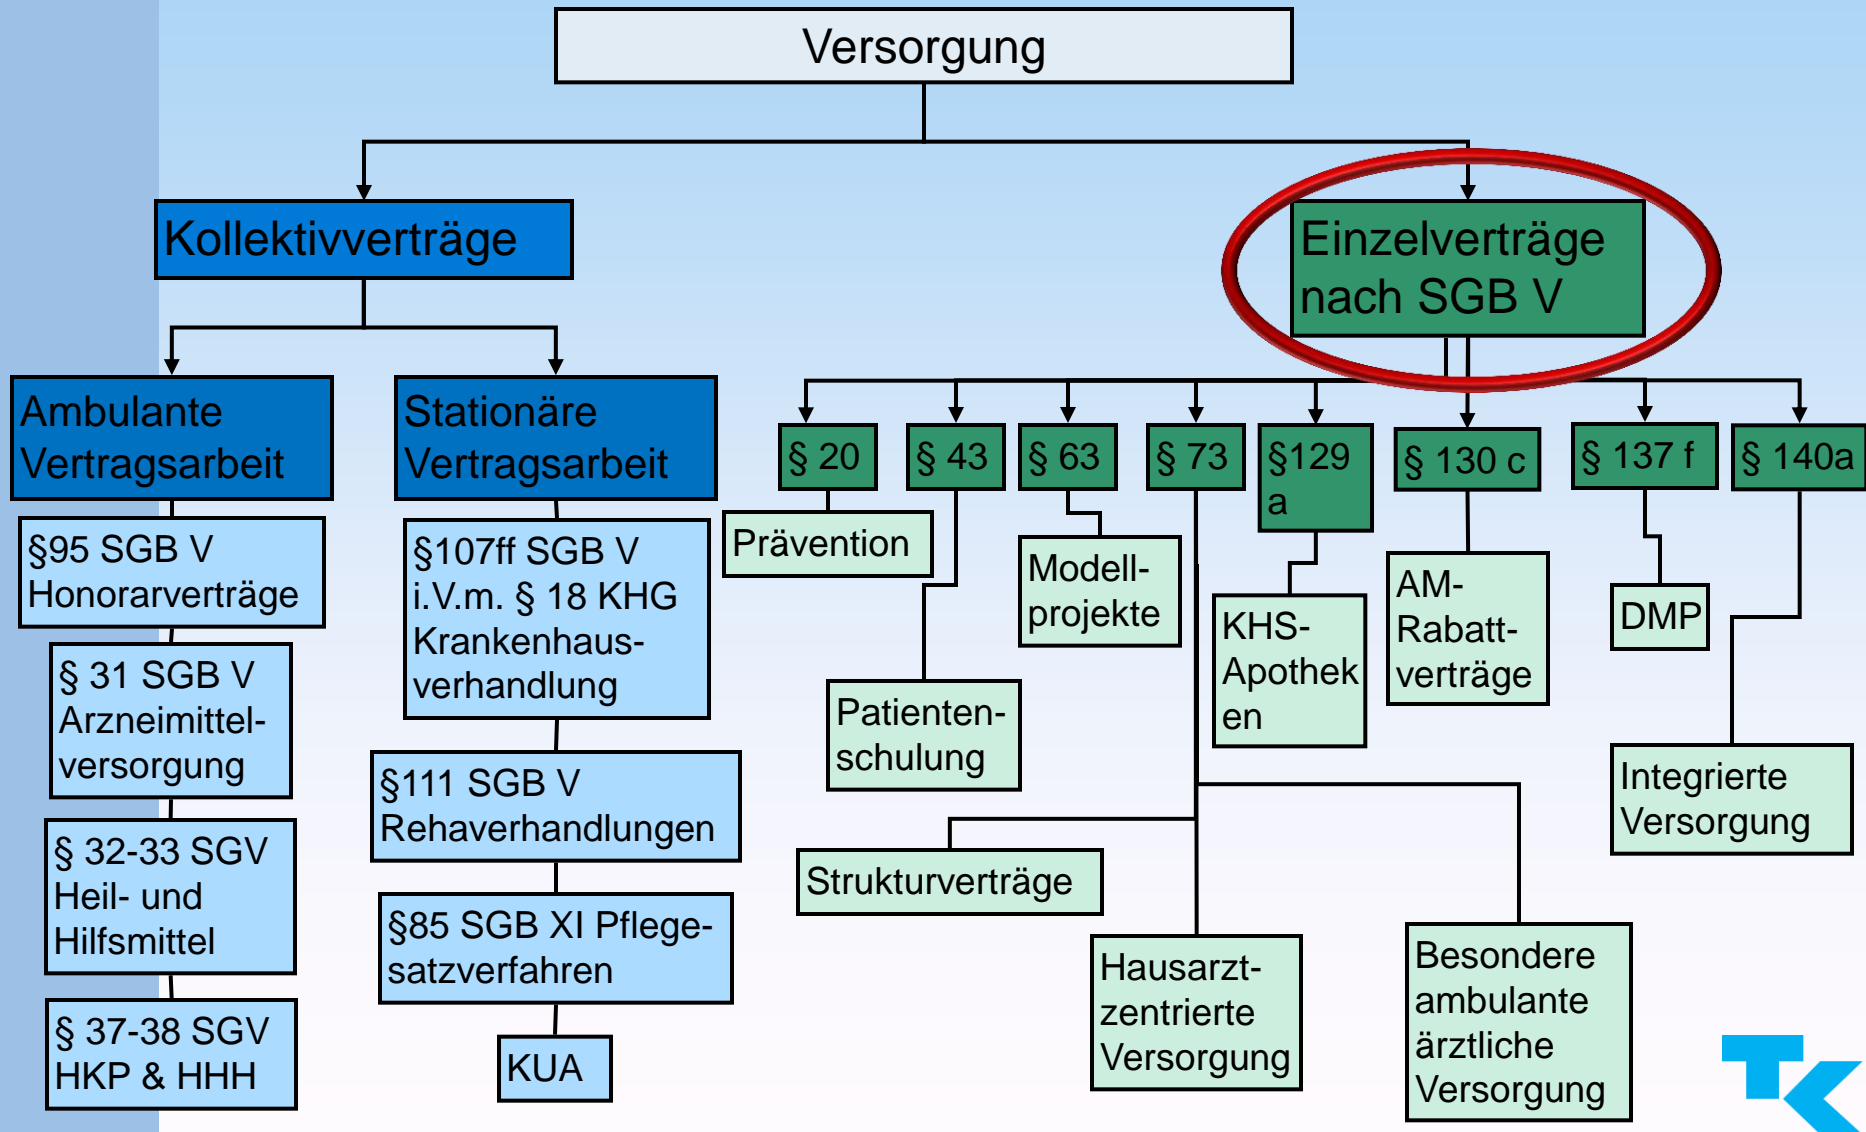 Versorgung
Kollektivverträge
Einzelverträge
nach SGB V
Ambulante
Vertragsarbeit
§95 SGB V
Honorarverträge
§ 31 SGB V
Arzneimittel-
versorgung
§ 32-33 SGV
Heil- und
Hilfsmittel
§ 37-38 SGV
HKP & HHH
Stationäre
Vertragsarbeit
§107ff SGB V
i.V.m. § 18 KHG
Krankenhaus-
verhandlung
§111 SGB V
Rehaverhandlungen
§85 SGB XI Pflege-
satzverfahren
KUA
§ 20
Prävention
§ 43
Patienten-
schulung
§ 63
Modell-
projekte
§ 73
Strukturverträge
Hausarzt-
zentrierte
Versorgung
Besondere
ambulante
ärztliche
Versorgung
§129
a
KHS-
Apothek
en
§ 130 c
AM-
Rabatt-
verträge
§ 137 f
DMP
§ 140a
Integrierte
Versorgung
TK